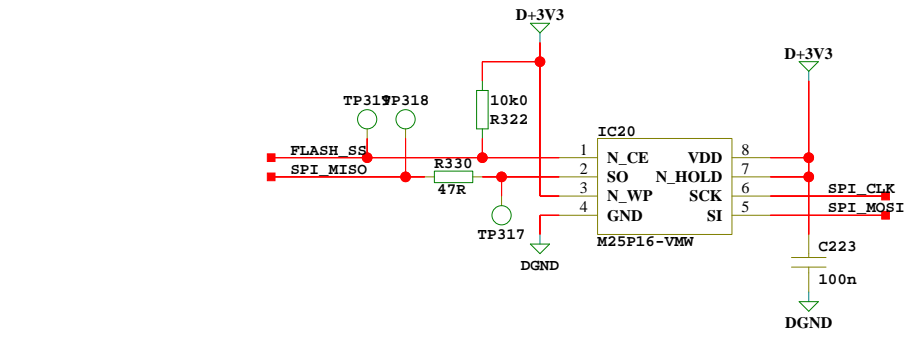 D+3V3
D+3V3
TP319
TP318
10k0
R322
IC20
FLASH_SS
1
N_CE
VDD
8
SPI_MISO
R330
47R
2
SO
N_HOLD
7
3
N_WP
SCK
6
SPI_CLK
4
GND
SI
5
SPI_MOSI
TP317
M25P16-VMW
DGND
C223
100n
DGND